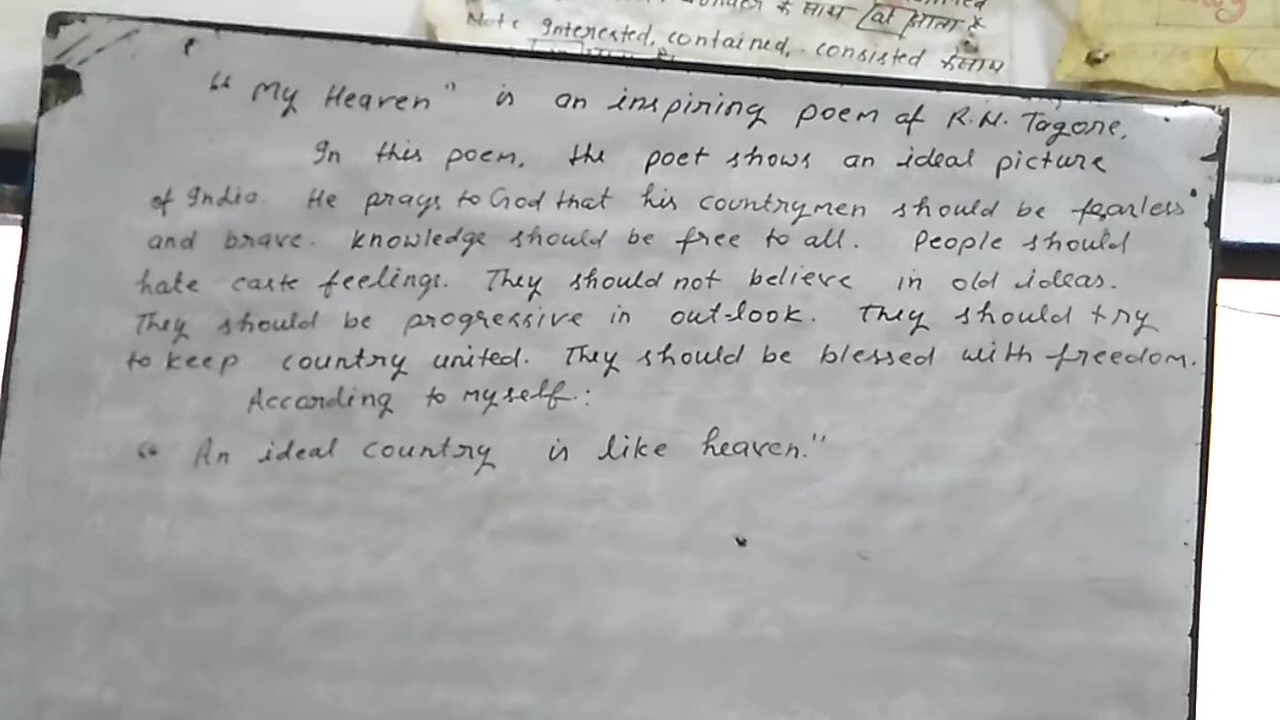 के साथ at आता है
Note Interested, contained, consisted के साथ
"My Heaven" is an inspiring poem of R.N. Tagore.
In this poem, the poet shows an ideal picture
of India. He prays to God that his countrymen should be fearless
and brave. Knowledge should be free to all. People should
hate caste feelings. They should not believe in old ideas.
They should be progressive in out-look. They should try
to keep country united. They should be blessed with freedom.
According to myself:
"An ideal country is like heaven."